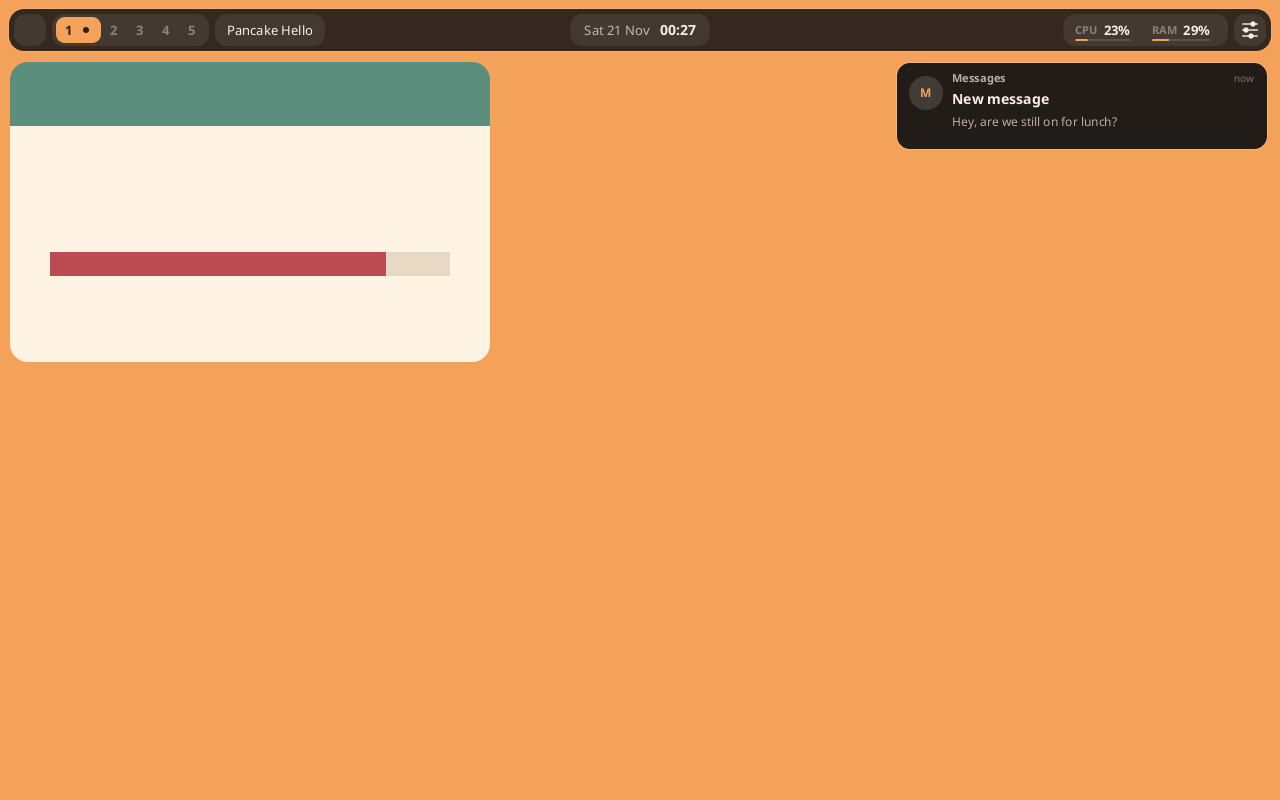 1 2 3 4 5 Pancake Hello Sat 21 Nov 00:27 CPU 23% RAM 29%
Messages now
M
New message
Hey, are we still on for lunch?